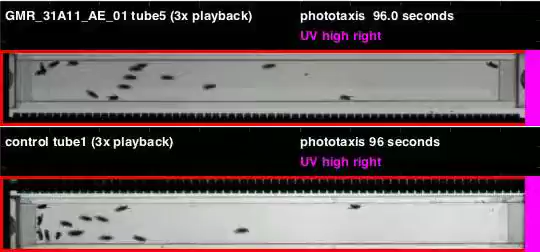 GMR_31A11_AE_01 tube5 (3x playback)
phototaxis 96.0 seconds
UV high right
control tube1 (3x playback)
phototaxis 96 seconds
UV high right